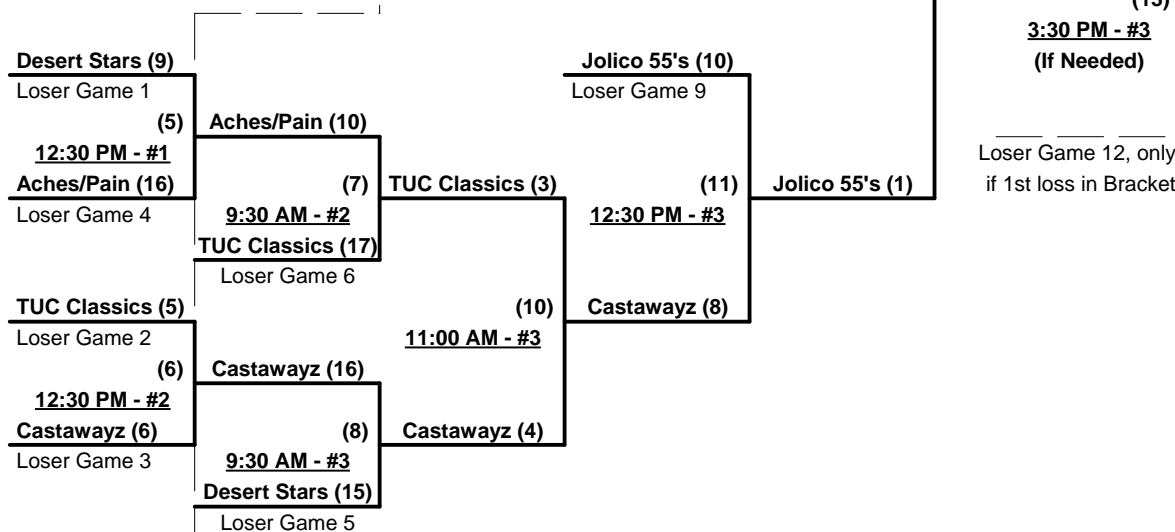 (13)
3:30 PM - #3
(If Needed)
Loser Game 12, only
if 1st loss in Bracket
Desert Stars (9)
Loser Game 1
(5)
12:30 PM - #1
Aches/Pain (16)
Loser Game 4
Aches/Pain (10)
(7)
9:30 AM - #2
TUC Classics (17)
Loser Game 6
TUC Classics (5)
Loser Game 2
(6)
12:30 PM - #2
Castawayz (6)
Loser Game 3
Castawayz (16)
(8)
9:30 AM - #3
Desert Stars (15)
Loser Game 5
TUC Classics (3)
(10)
11:00 AM - #3
Castawayz (4)
Jolico 55's (10)
Loser Game 9
(11)
12:30 PM - #3
Castawayz (8)
Jolico 55's (1)